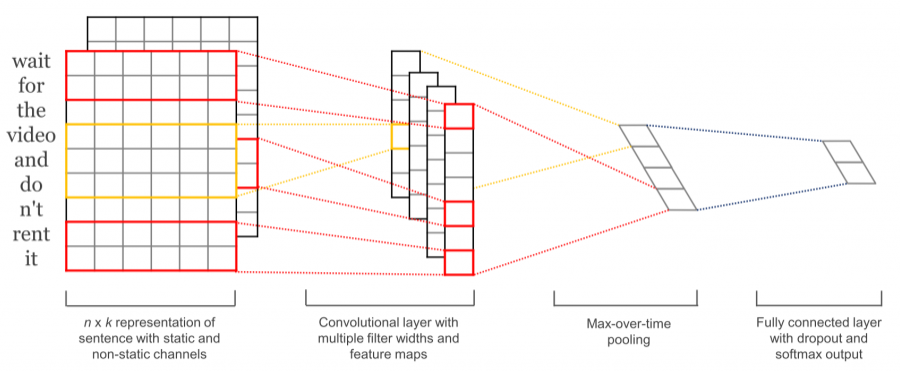 wait
for
the
video
and
do
n't
rent
it
n x k representation of
sentence with static and
non-static channels
Convolutional layer with
multiple filter widths and
feature maps
Max-over-time
pooling
Fully connected layer
with dropout and
softmax output